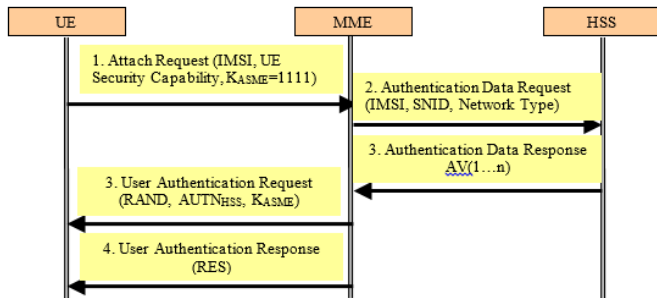 UE
MME
HSS
1. Attach Request (IMSI, UE
Security Capability, KASME=1111)
2. Authentication Data Request
(IMSI, SNID, Network Type)
3. Authentication Data Response
AV(1...n)
3. User Authentication Request
(RAND, AUTNHSS, KASME)
4. User Authentication Response
(RES)